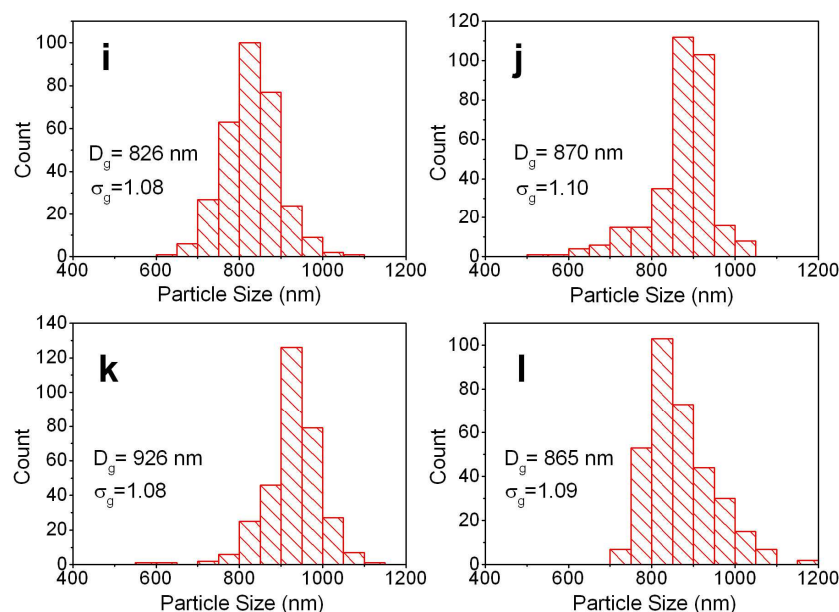 i
100
80
60
40
20
0
Count
D_g= 826 nm
σ_g=1.08
400 600 800 1000 1200
Particle Size (nm)
j
120
100
80
60
40
20
0
Count
D_g= 870 nm
σ_g=1.10
400 600 800 1000 1200
Particle Size (nm)
k
140
120
100
80
60
40
20
0
Count
D_g= 926 nm
σ_g=1.08
400 600 800 1000 1200
Particle Size (nm)
l
100
80
60
40
20
0
Count
D_g= 865 nm
σ_g=1.09
400 600 800 1000 1200
Particle Size (nm)